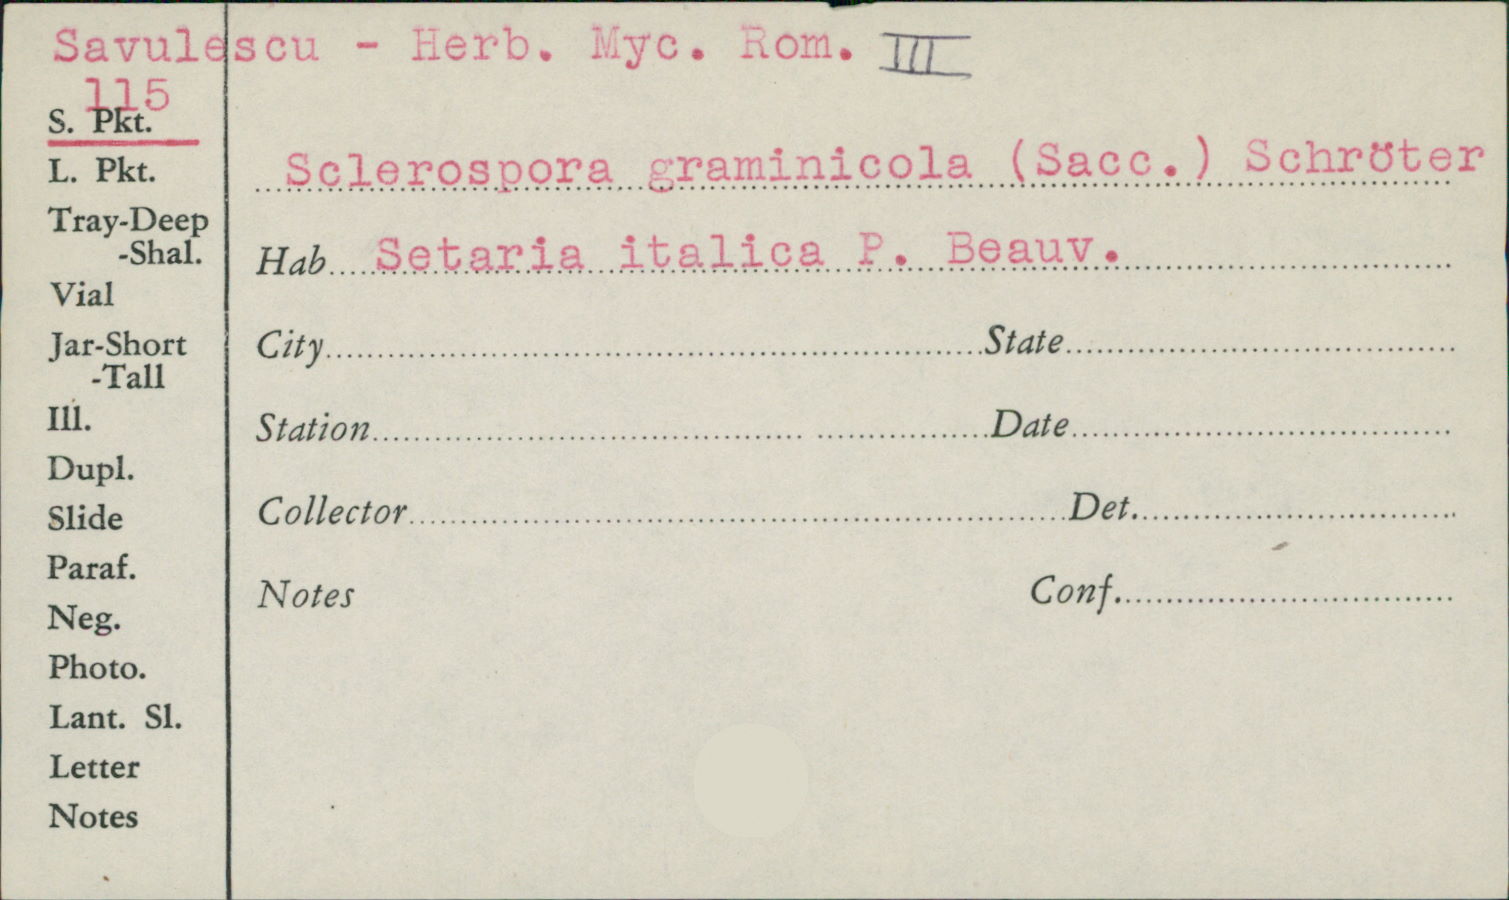 Savulescu - Herb. Myc. Rom. III
115
S. Pkt.
L. Pkt.
Sclerospora graminicola (Sacc.) Schröter
Tray-Deep
-Shal.
Hab. Setaria italica P. Beauv.
Vial
Jar-Short
-Tall
City State
Ill.
Station Date
Dupl.
Slide
Collector Det.
Paraf.
Neg.
Notes Conf.
Photo.
Lant. Sl.
Letter
Notes